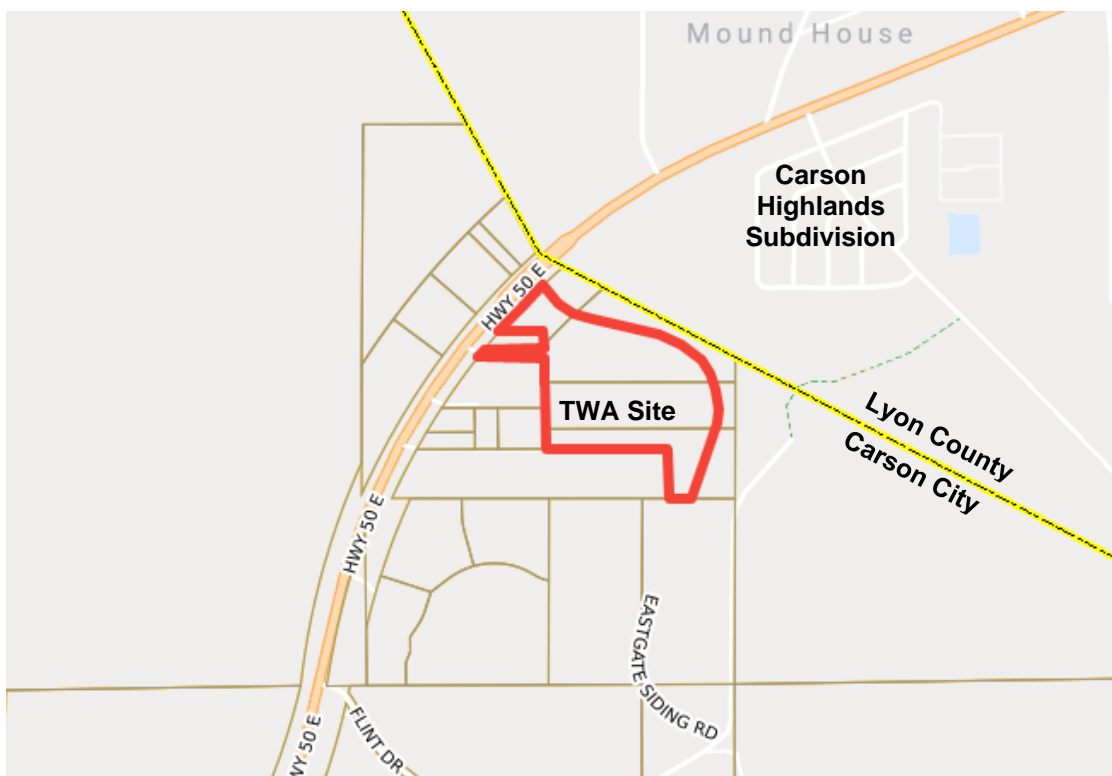 Mound House
Carson
Highlands
Subdivision
HWY 50 E
TWA Site
Lyon County
Carson City
HWY 50 E
EASTGATE SIDING RD
FLINT DR
WY 50 E